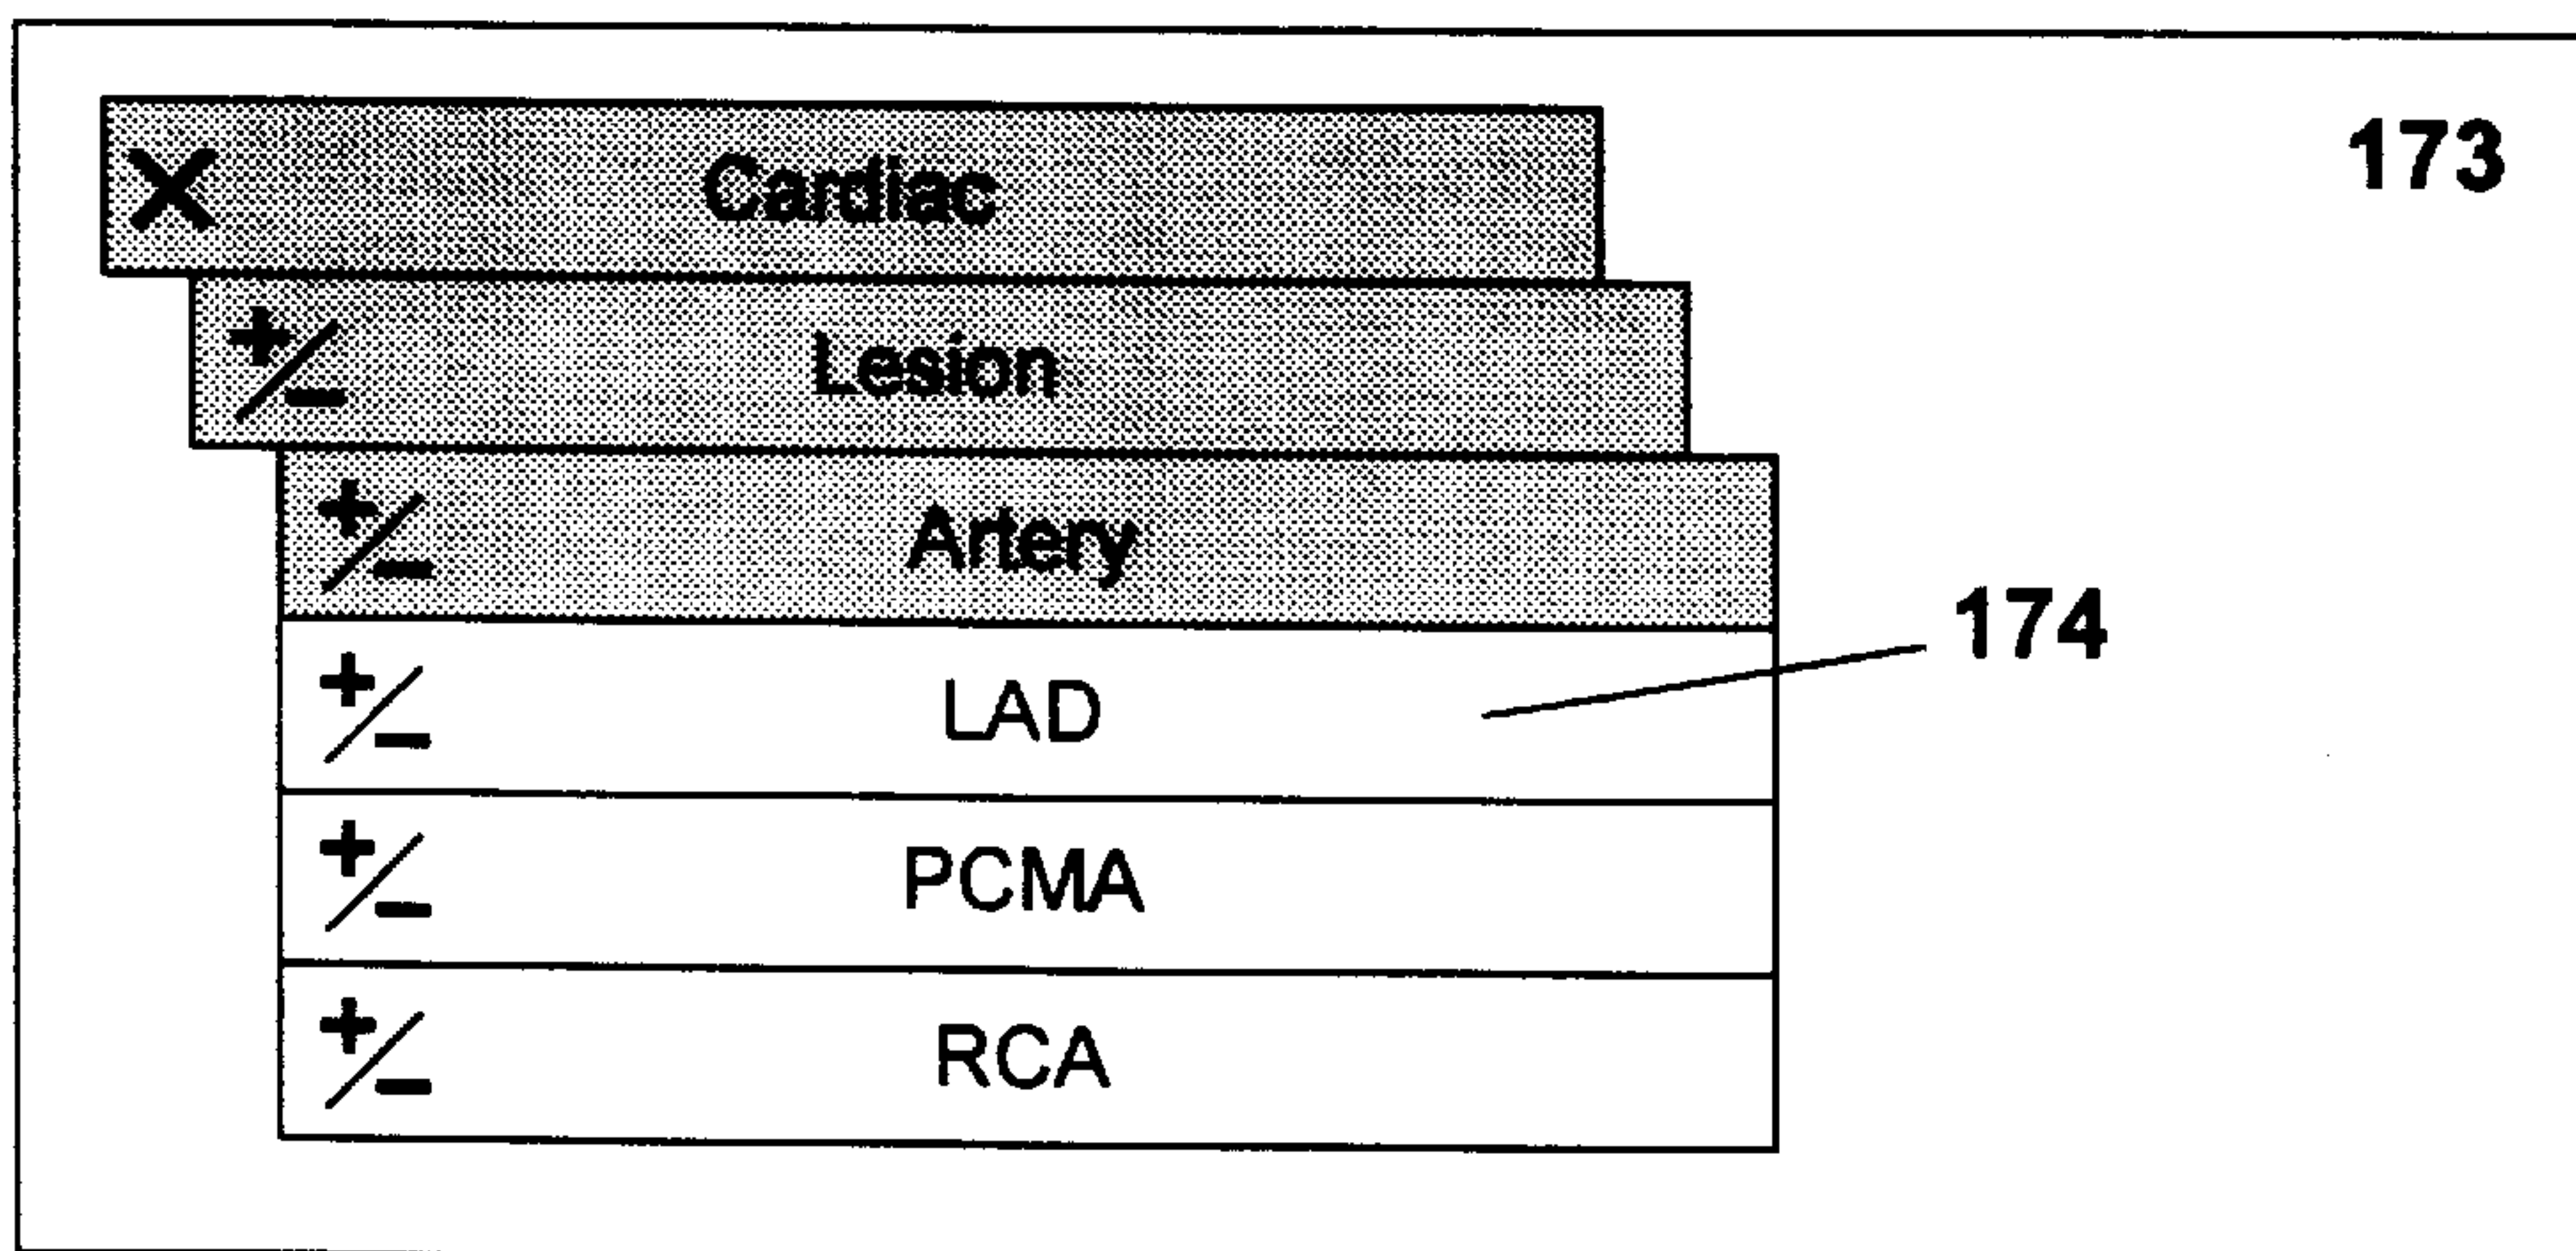 173
X Cardiac
+/- Lesion
+/- Artery
174
+/- LAD
+/- PCMA
+/- RCA